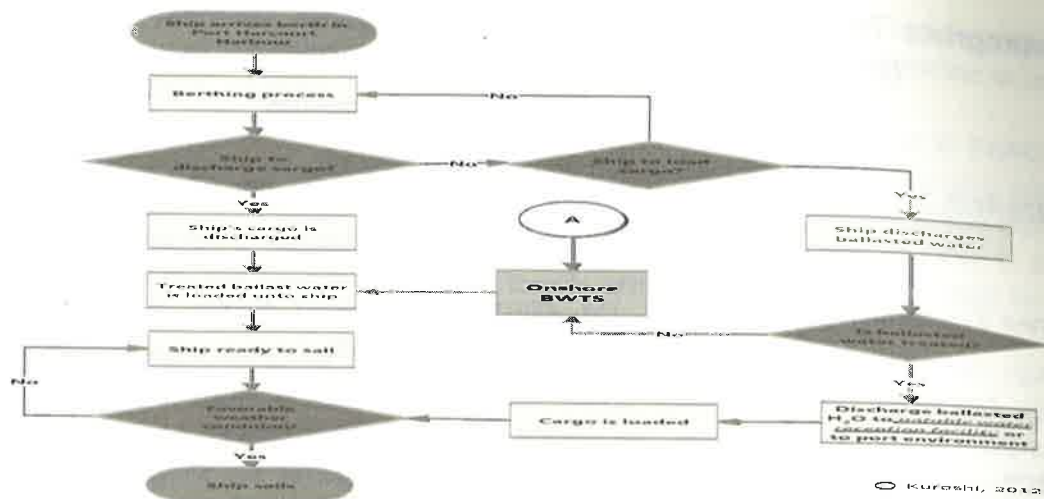 Ship arrives berth in
Port Harcourt
Harbour
Berthing process
No
Ship to
discharge cargo?
No
Ship to load
cargo?
Yes
Yes
Ship's cargo is
discharged
A
Ship discharges
ballasted water
Treated ballast water
is loaded unto ship
Onshore
BWTS
No
Is ballasted
water treated?
Ship ready to sail
No
Yes
Favorable
weather
Cargo is loaded
Discharge ballasted
H₂O to potable water
reception facility or
to port environment
Yes
Ship sails
Kuroshi, 2012